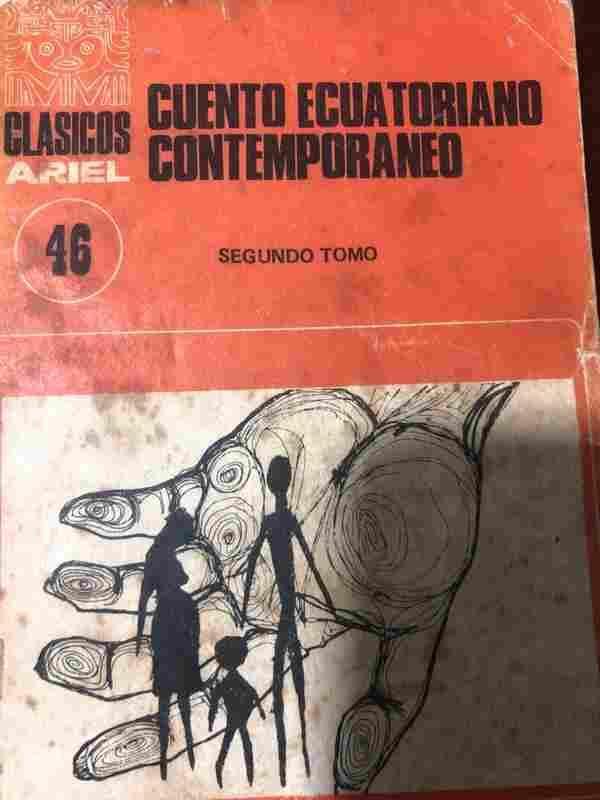 CUENTO ECUATORIANO
CONTEMPORANEO
CLASICOS
ARIEL
46
SEGUNDO TOMO